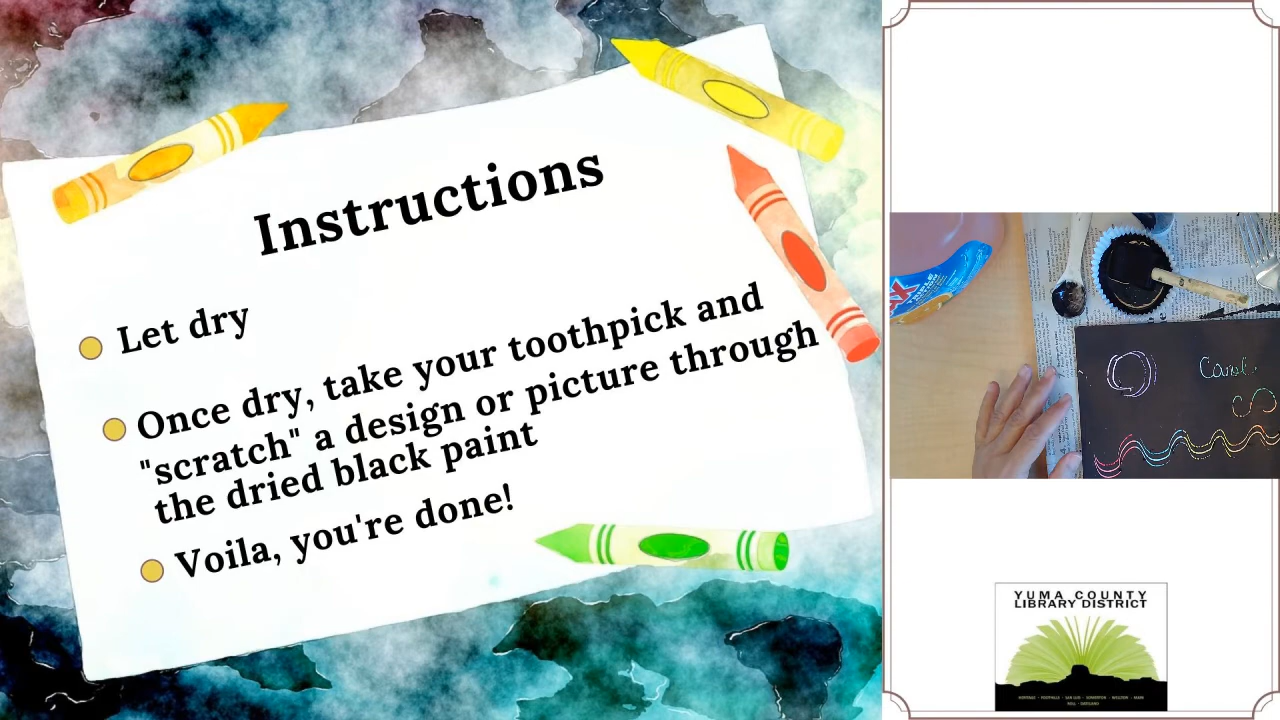 Instructions
Let dry
Once dry, take your toothpick and
"scratch" a design or picture through
the dried black paint
Voila, you're done!
YUMA COUNTY
LIBRARY DISTRICT